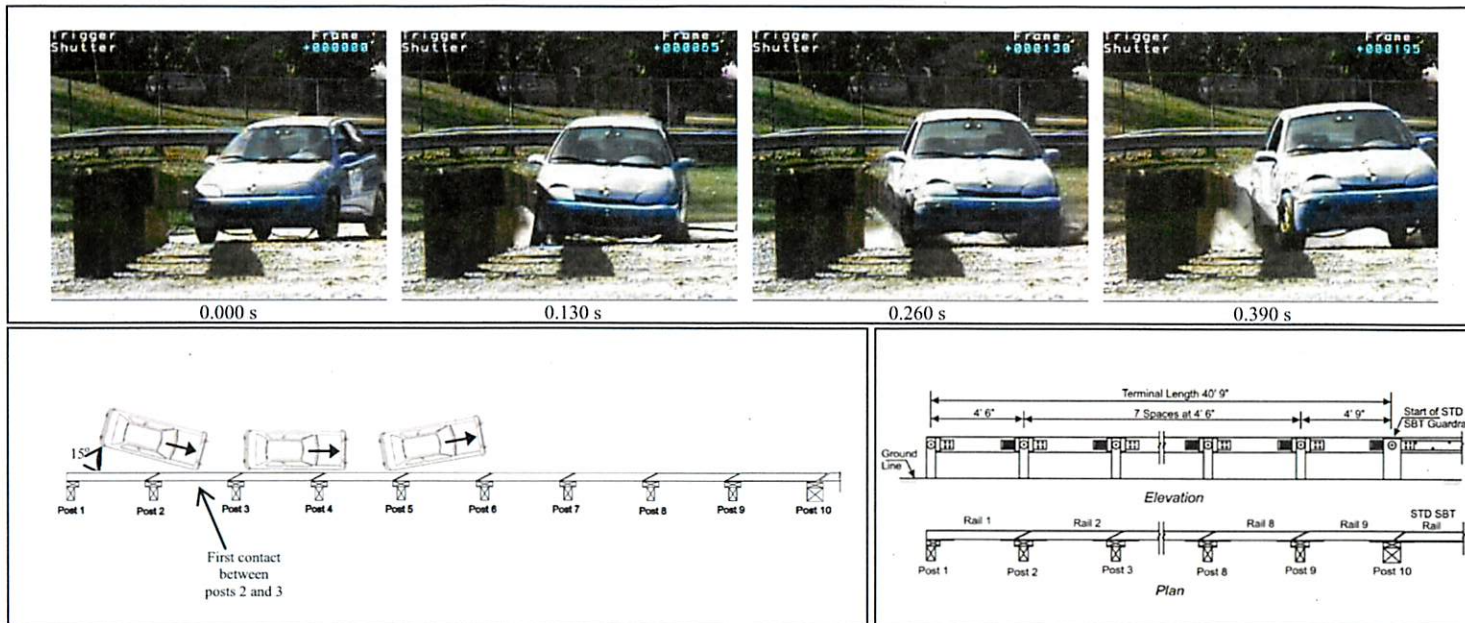 Trigger Frame
Shutter +000000
Trigger Frame
Shutter +000065
Trigger Frame
Shutter +000130
Trigger Frame
Shutter +000195
0.000 s
0.130 s
0.260 s
0.390 s
15°
Post 1
Post 2
Post 3
Post 4
Post 5
Post 6
Post 7
Post 8
Post 9
Post 10
First contact
between
posts 2 and 3
Terminal Length 40' 9"
4' 6"
7 Spaces at 4' 6"
4' 9"
Start of STD
SBT Guardra
Ground
Line
Elevation
Rail 1
Rail 2
Rail 8
Rail 9
STD SBT
Rail
Post 1
Post 2
Post 3
Post 8
Post 9
Post 10
Plan